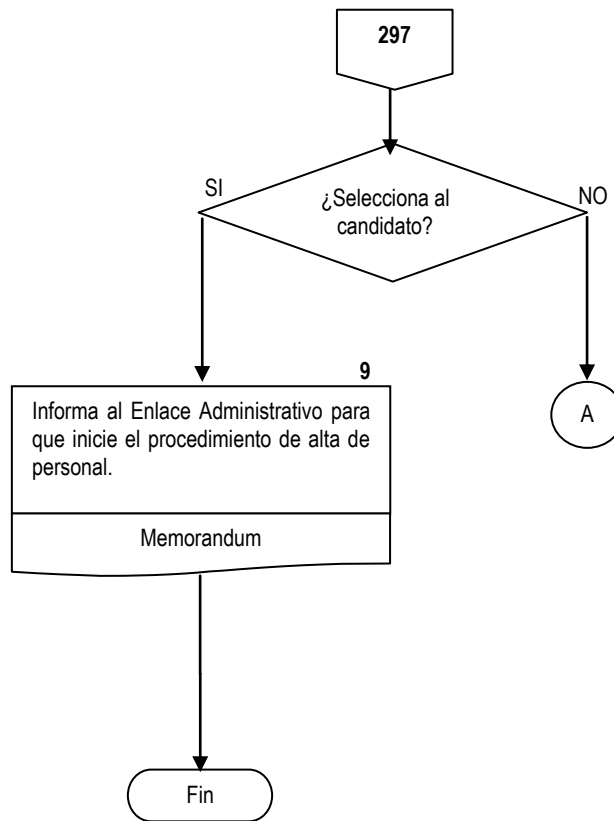 297
SI
¿Selecciona al
candidato?
NO
9
Informa al Enlace Administrativo para
que inicie el procedimiento de alta de
personal.
A
Memorandum
Fin